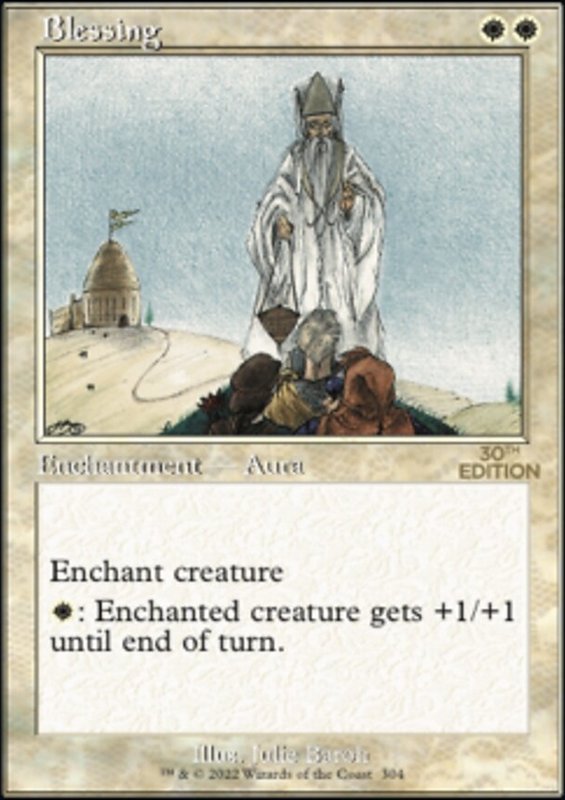 Blessing
Enchantment — Aura
30TH
EDITION
Enchant creature
: Enchanted creature gets +1/+1
until end of turn.
Illus. Julie Baroh
™ & © 2022 Wizards of the Coast 304